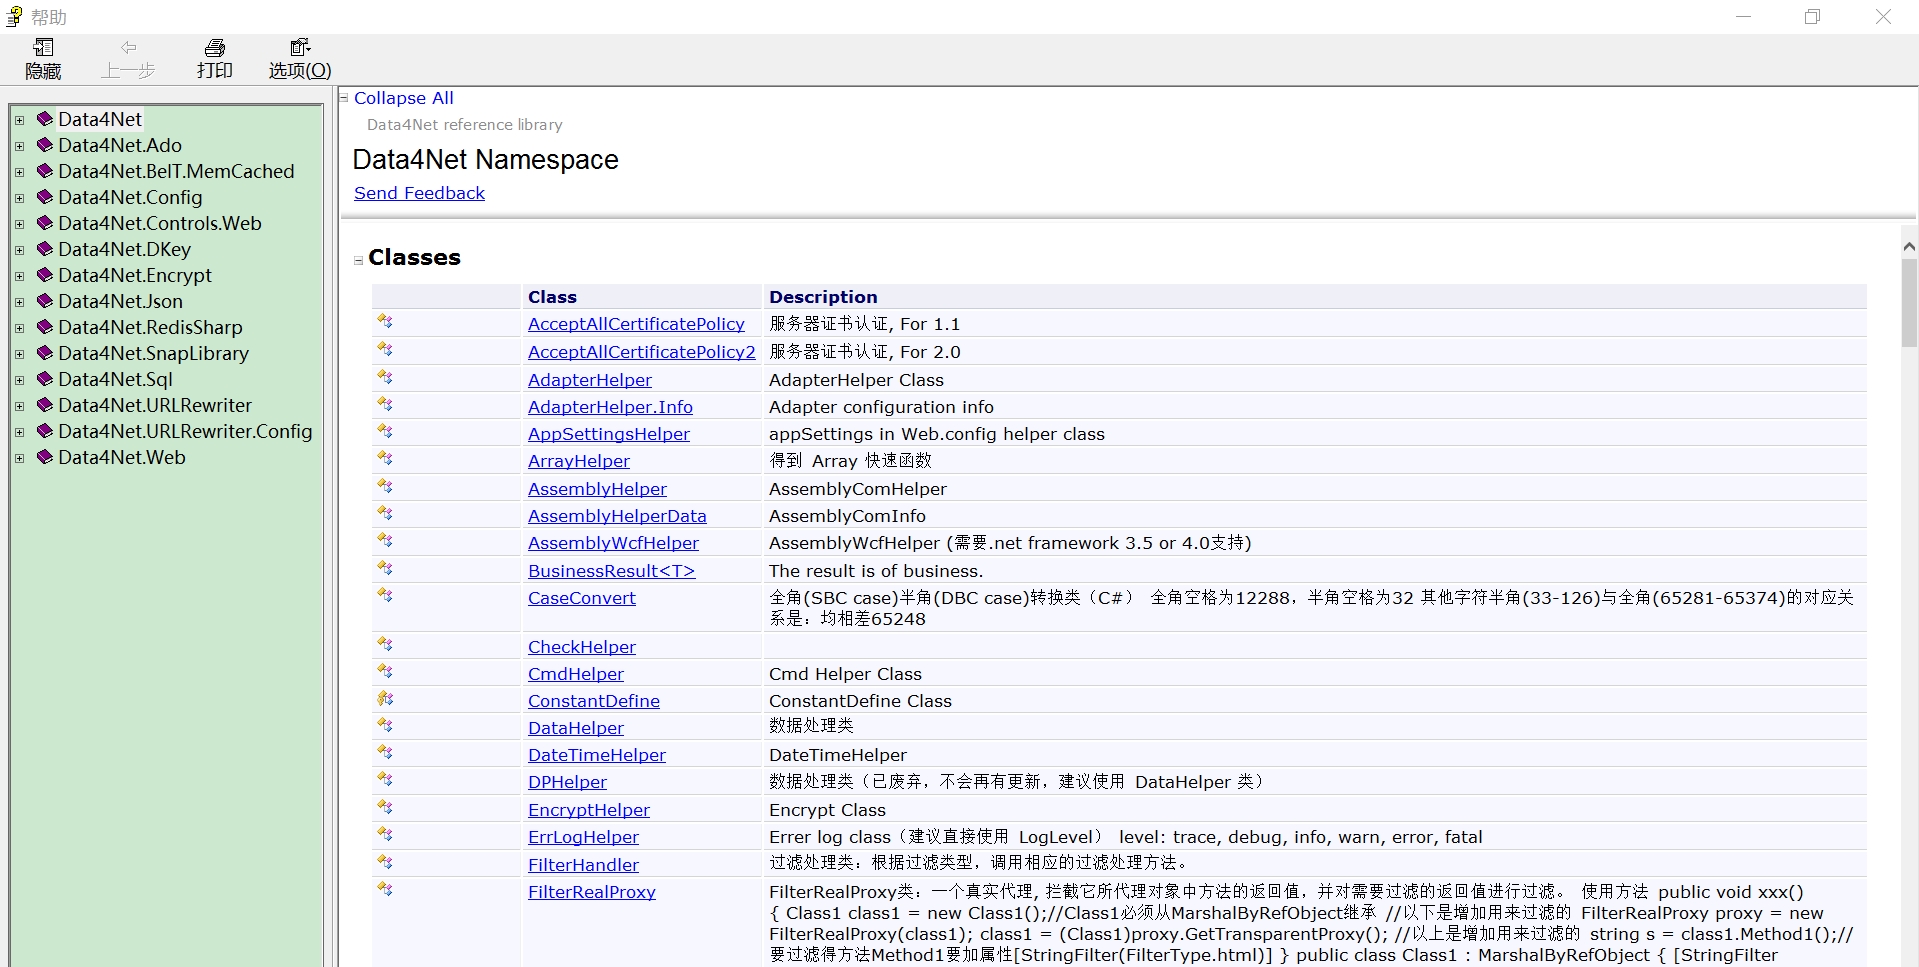 帮助
隐藏 上一步 打印 选项(O)
Data4Net
Data4Net.Ado
Data4Net.BeIT.MemCached
Data4Net.Config
Data4Net.Controls.Web
Data4Net.DKey
Data4Net.Encrypt
Data4Net.Json
Data4Net.RedisSharp
Data4Net.SnapLibrary
Data4Net.Sql
Data4Net.URLRewriter
Data4Net.URLRewriter.Config
Data4Net.Web
Collapse All
Data4Net reference library
Data4Net Namespace
Send Feedback
Classes
Class Description
AcceptAllCertificatePolicy 服务器证书认证, For 1.1
AcceptAllCertificatePolicy2 服务器证书认证, For 2.0
AdapterHelper AdapterHelper Class
AdapterHelper.Info Adapter configuration info
AppSettingsHelper appSettings in Web.config helper class
ArrayHelper 得到 Array 快速函数
AssemblyHelper AssemblyComHelper
AssemblyHelperData AssemblyComInfo
AssemblyWcfHelper AssemblyWcfHelper (需要.net framework 3.5 or 4.0支持)
BusinessResult<T> The result is of business.
CaseConvert 全角(SBC case)半角(DBC case)转换类（C#） 全角空格为12288，半角空格为32 其他字符半角(33-126)与全角(65281-65374)的对应关
系是：均相差65248
CheckHelper
CmdHelper Cmd Helper Class
ConstantDefine ConstantDefine Class
DataHelper 数据处理类
DateTimeHelper DateTimeHelper
DPHelper 数据处理类（已废弃，不会再有更新，建议使用 DataHelper 类）
EncryptHelper Encrypt Class
ErrLogHelper Errer log class（建议直接使用 LogLevel） level: trace, debug, info, warn, error, fatal
FilterHandler 过滤处理类：根据过滤类型，调用相应的过滤处理方法。
FilterRealProxy FilterRealProxy类：一个真实代理, 拦截它所代理对象中方法的返回值，并对需要过滤的返回值进行过滤。 使用方法 public void xxx()
{ Class1 class1 = new Class1();//Class1必须从MarshalByRefObject继承 //以下是增加用来过滤的 FilterRealProxy proxy = new
FilterRealProxy(class1); class1 = (Class1)proxy.GetTransparentProxy(); //以上是增加用来过滤的 string s = class1.Method1();//
要过滤得方法Method1要加属性[StringFilter(FilterType.html)] } public class Class1 : MarshalByRefObject { [StringFilter